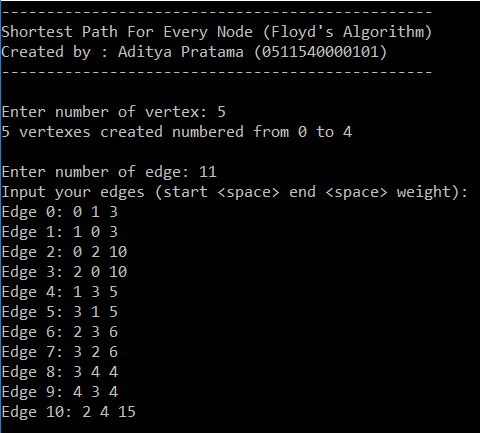 ------------------------------------------------
Shortest Path For Every Node (Floyd's Algorithm)
Created by : Aditya Pratama (0511540000101)
------------------------------------------------
Enter number of vertex: 5
5 vertexes created numbered from 0 to 4
Enter number of edge: 11
Input your edges (start <space> end <space> weight):
Edge 0: 0 1 3
Edge 1: 1 0 3
Edge 2: 0 2 10
Edge 3: 2 0 10
Edge 4: 1 3 5
Edge 5: 3 1 5
Edge 6: 2 3 6
Edge 7: 3 2 6
Edge 8: 3 4 4
Edge 9: 4 3 4
Edge 10: 2 4 15